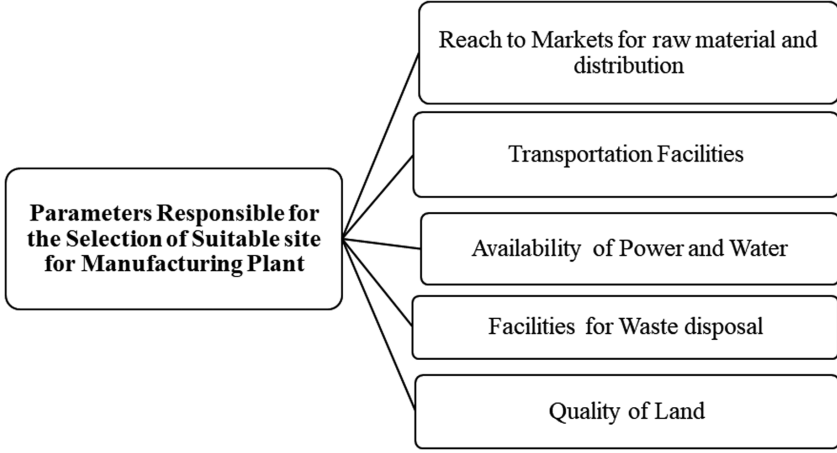 Reach to Markets for raw material and
distribution
Transportation Facilities
Parameters Responsible for
the Selection of Suitable site
for Manufacturing Plant
Availability of Power and Water
Facilities for Waste disposal
Quality of Land